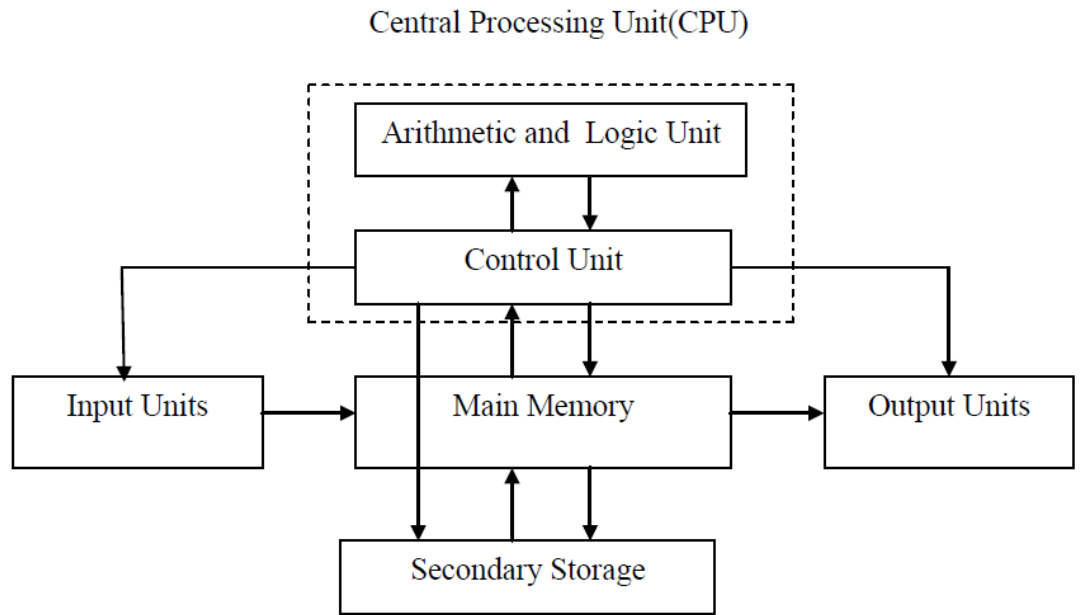 Central Processing Unit(CPU)
Arithmetic and Logic Unit
Control Unit
Input Units
Main Memory
Output Units
Secondary Storage